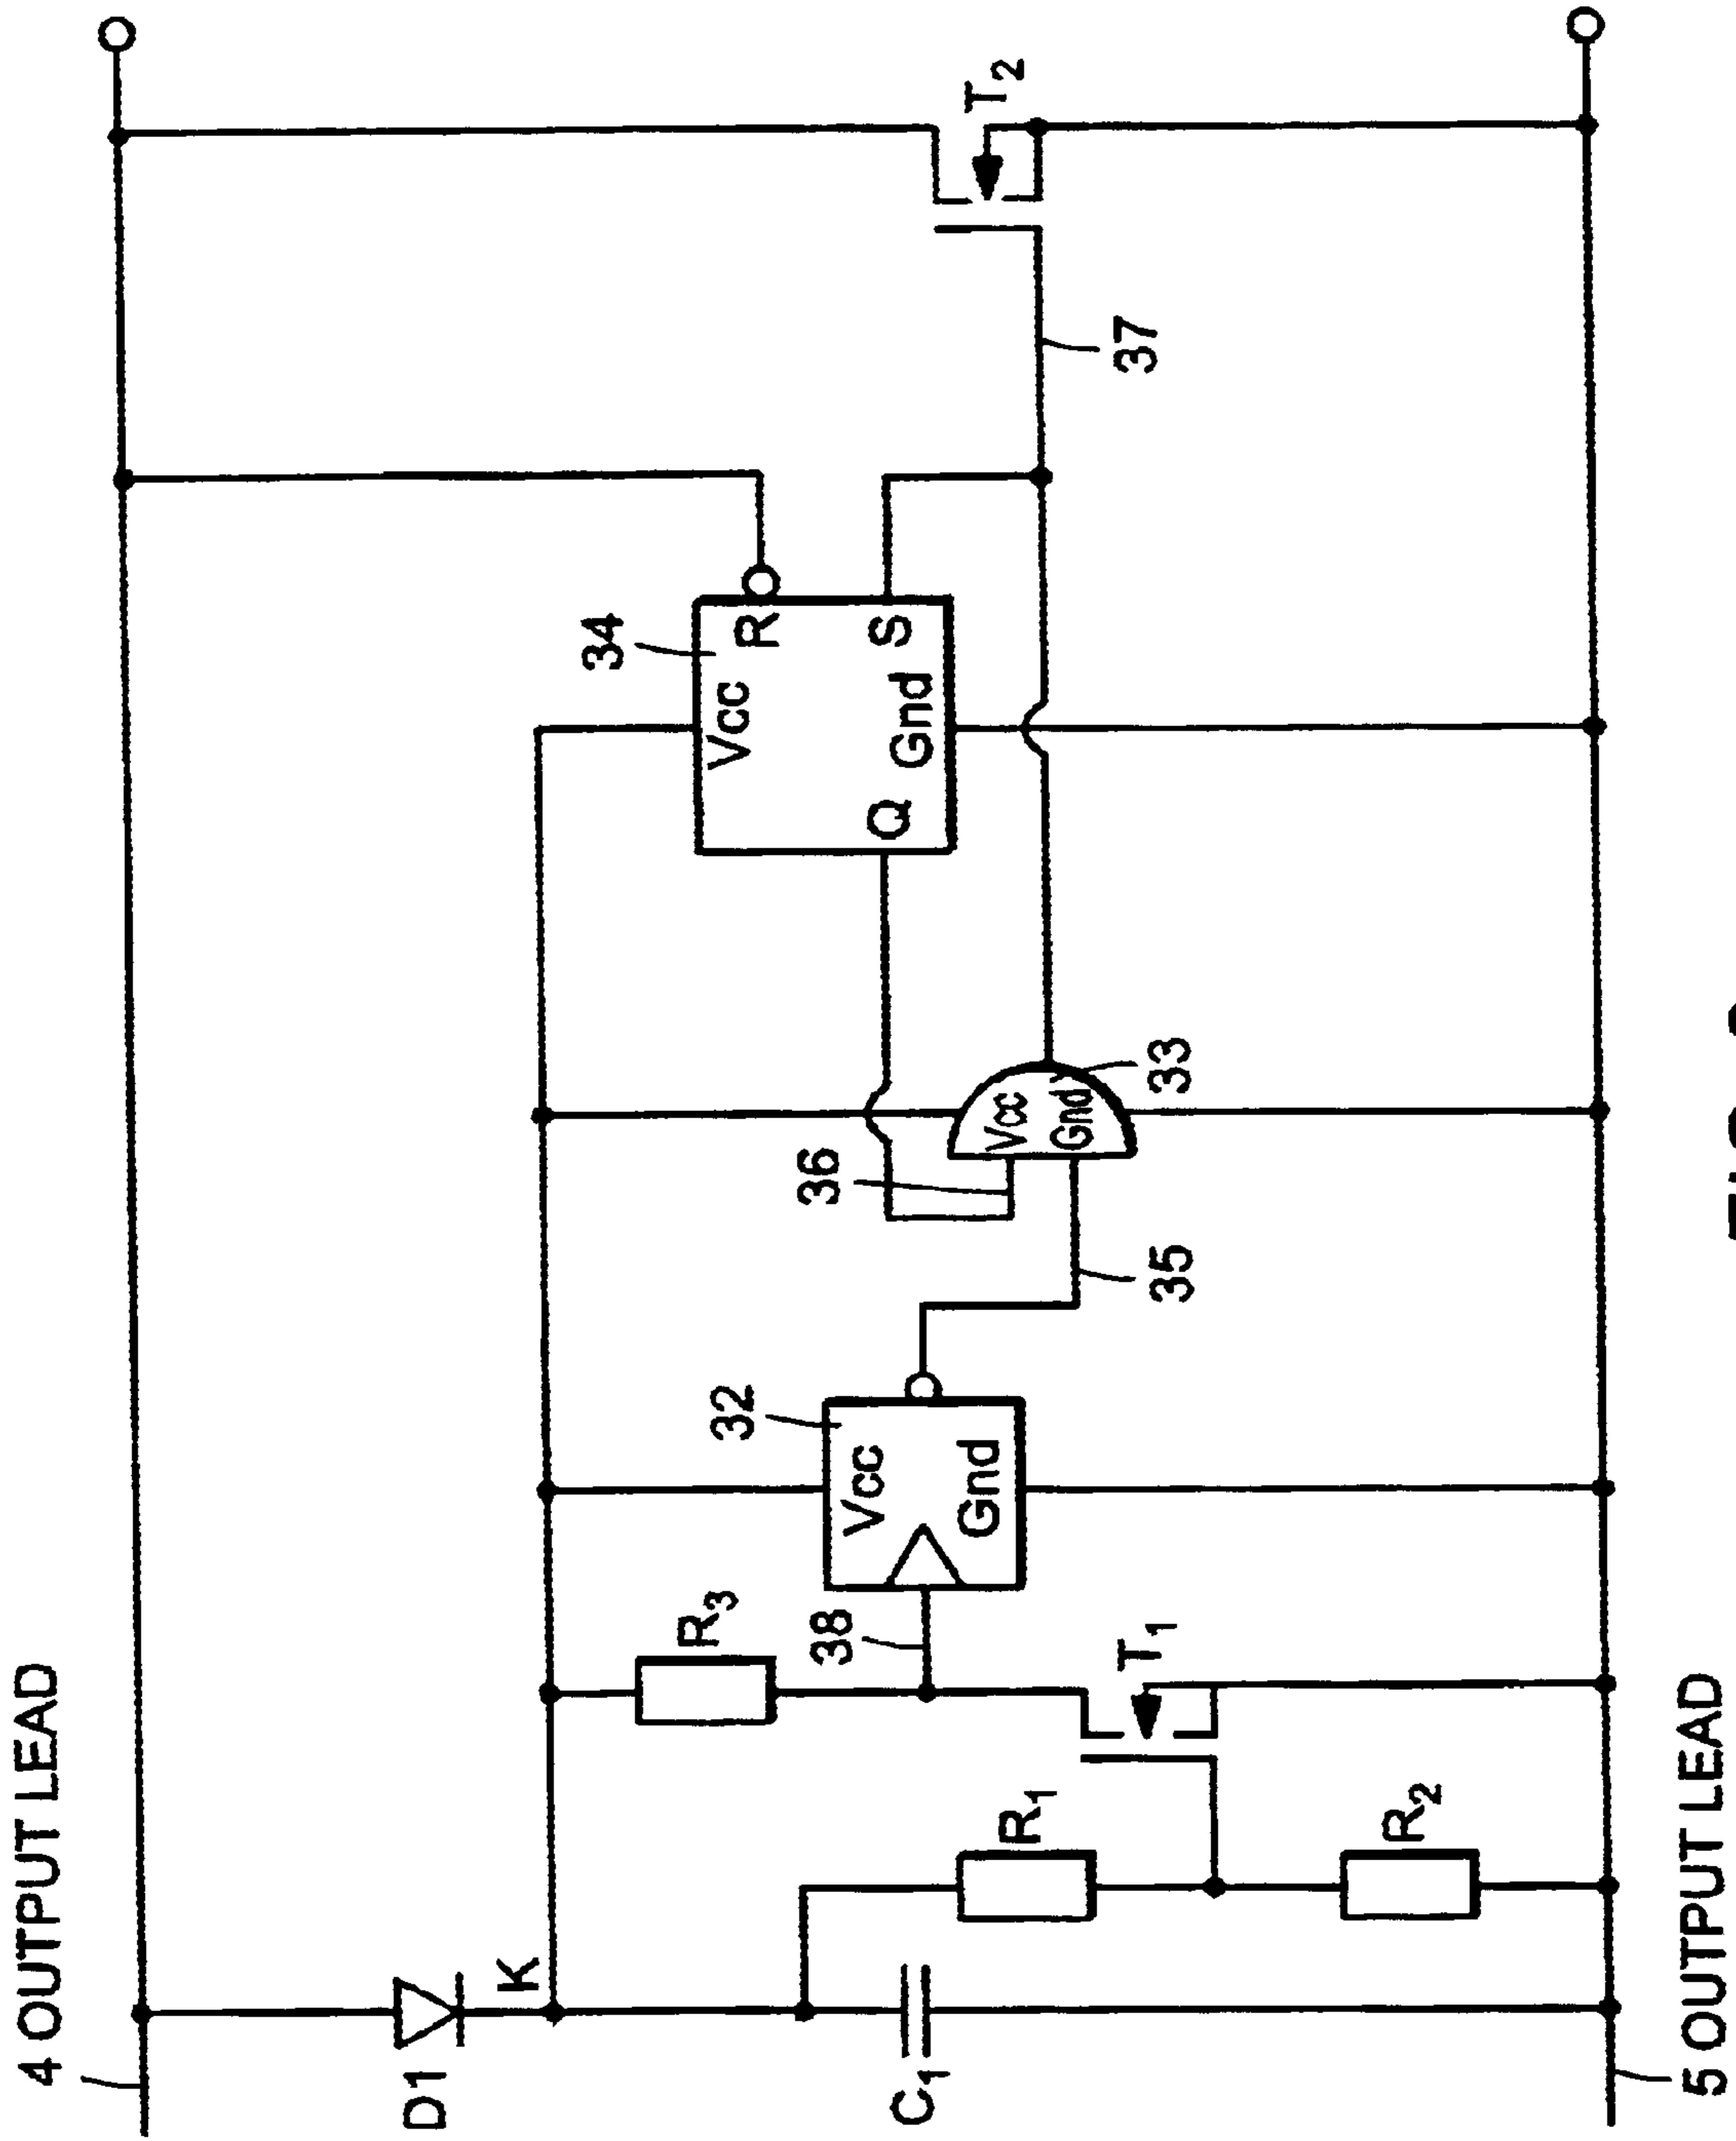 4 OUTPUT LEAD
D1
K
C1
R1
R2
R3
38
T1
32
Vcc
Gnd
35
36
Vcc
Gnd
33
34
Vcc
R
Q
S
Gnd
37
T2
5 OUTPUT LEAD